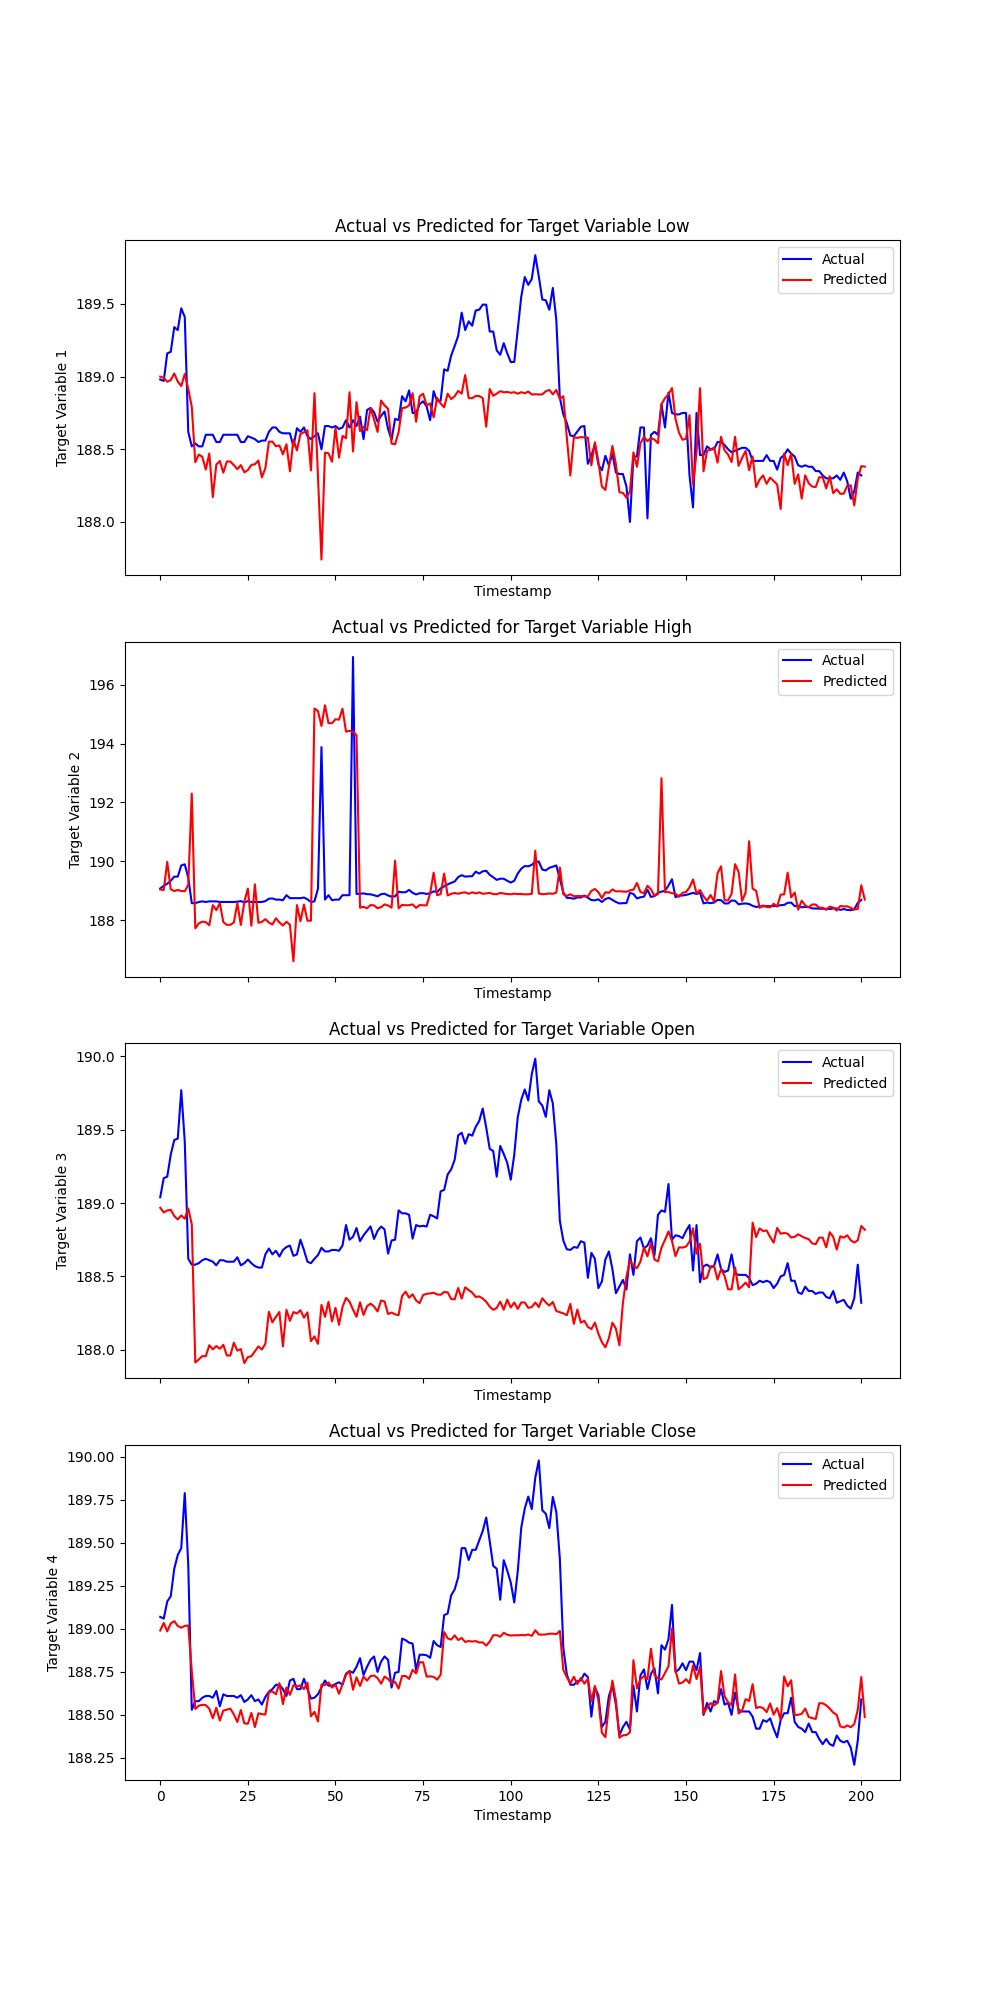 Actual vs Predicted for Target Variable Low
Actual
Predicted
Target Variable 1
189.5
189.0
188.5
188.0
Timestamp
Actual vs Predicted for Target Variable High
Actual
Predicted
Target Variable 2
196
194
192
190
188
Timestamp
Actual vs Predicted for Target Variable Open
Actual
Predicted
Target Variable 3
190.0
189.5
189.0
188.5
188.0
Timestamp
Actual vs Predicted for Target Variable Close
Actual
Predicted
Target Variable 4
190.00
189.75
189.50
189.25
189.00
188.75
188.50
188.25
0 25 50 75 100 125 150 175 200
Timestamp